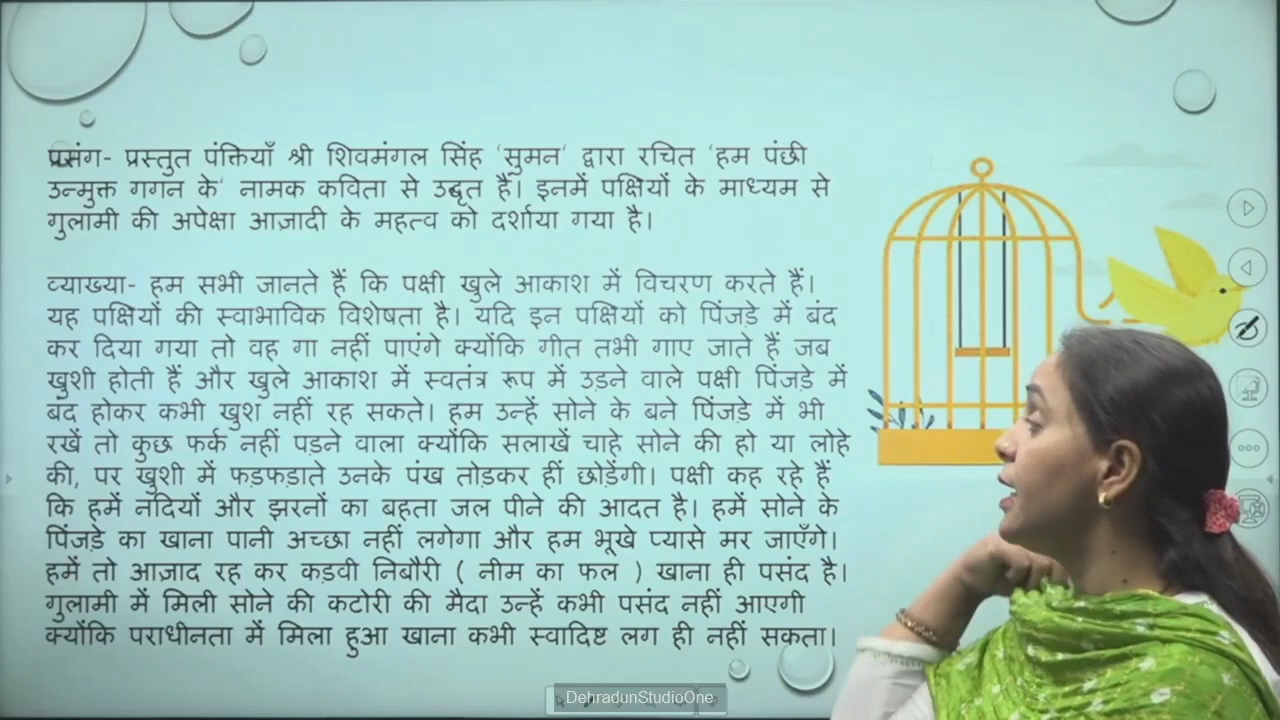 प्रसंग- प्रस्तुत पंक्तियाँ श्री शिवमंगल सिंह 'सुमन' द्वारा रचित 'हम पंछी
उन्मुक्त गगन के' नामक कविता से उद्धृत हैं। इनमें पक्षियों के माध्यम से
गुलामी की अपेक्षा आज़ादी के महत्व को दर्शाया गया है।
व्याख्या- हम सभी जानते हैं कि पक्षी खुले आकाश में विचरण करते हैं।
यह पक्षियों की स्वाभाविक विशेषता है। यदि इन पक्षियों को पिंजड़े में बंद
कर दिया गया तो वह गा नहीं पाएंगे क्योंकि गीत तभी गाए जाते हैं जब
खुशी होती हैं और खुले आकाश में स्वतंत्र रूप में उड़ने वाले पक्षी पिंजड़े में
बंद होकर कभी खुश नहीं रह सकते। हम उन्हें सोने के बने पिंजड़े में भी
रखें तो कुछ फर्क नहीं पड़ने वाला क्योंकि सलाखें चाहे सोने की हो या लोहे
की, पर खुशी में फड़फड़ाते उनके पंख तोड़कर हीं छोड़ेंगी। पक्षी कह रहे हैं
कि हमें नदियों और झरनों का बहता जल पीने की आदत है। हमें सोने के
पिंजड़े का खाना पानी अच्छा नहीं लगेगा और हम भूखे प्यासे मर जाएँगे।
हमें तो आज़ाद रह कर कड़वी निबौरी ( नीम का फल ) खाना ही पसंद है।
गुलामी में मिली सोने की कटोरी की मैदा उन्हें कभी पसंद नहीं आएगी
क्योंकि पराधीनता में मिला हुआ खाना कभी स्वादिष्ट लग ही नहीं सकता।
DehradunStudioOne